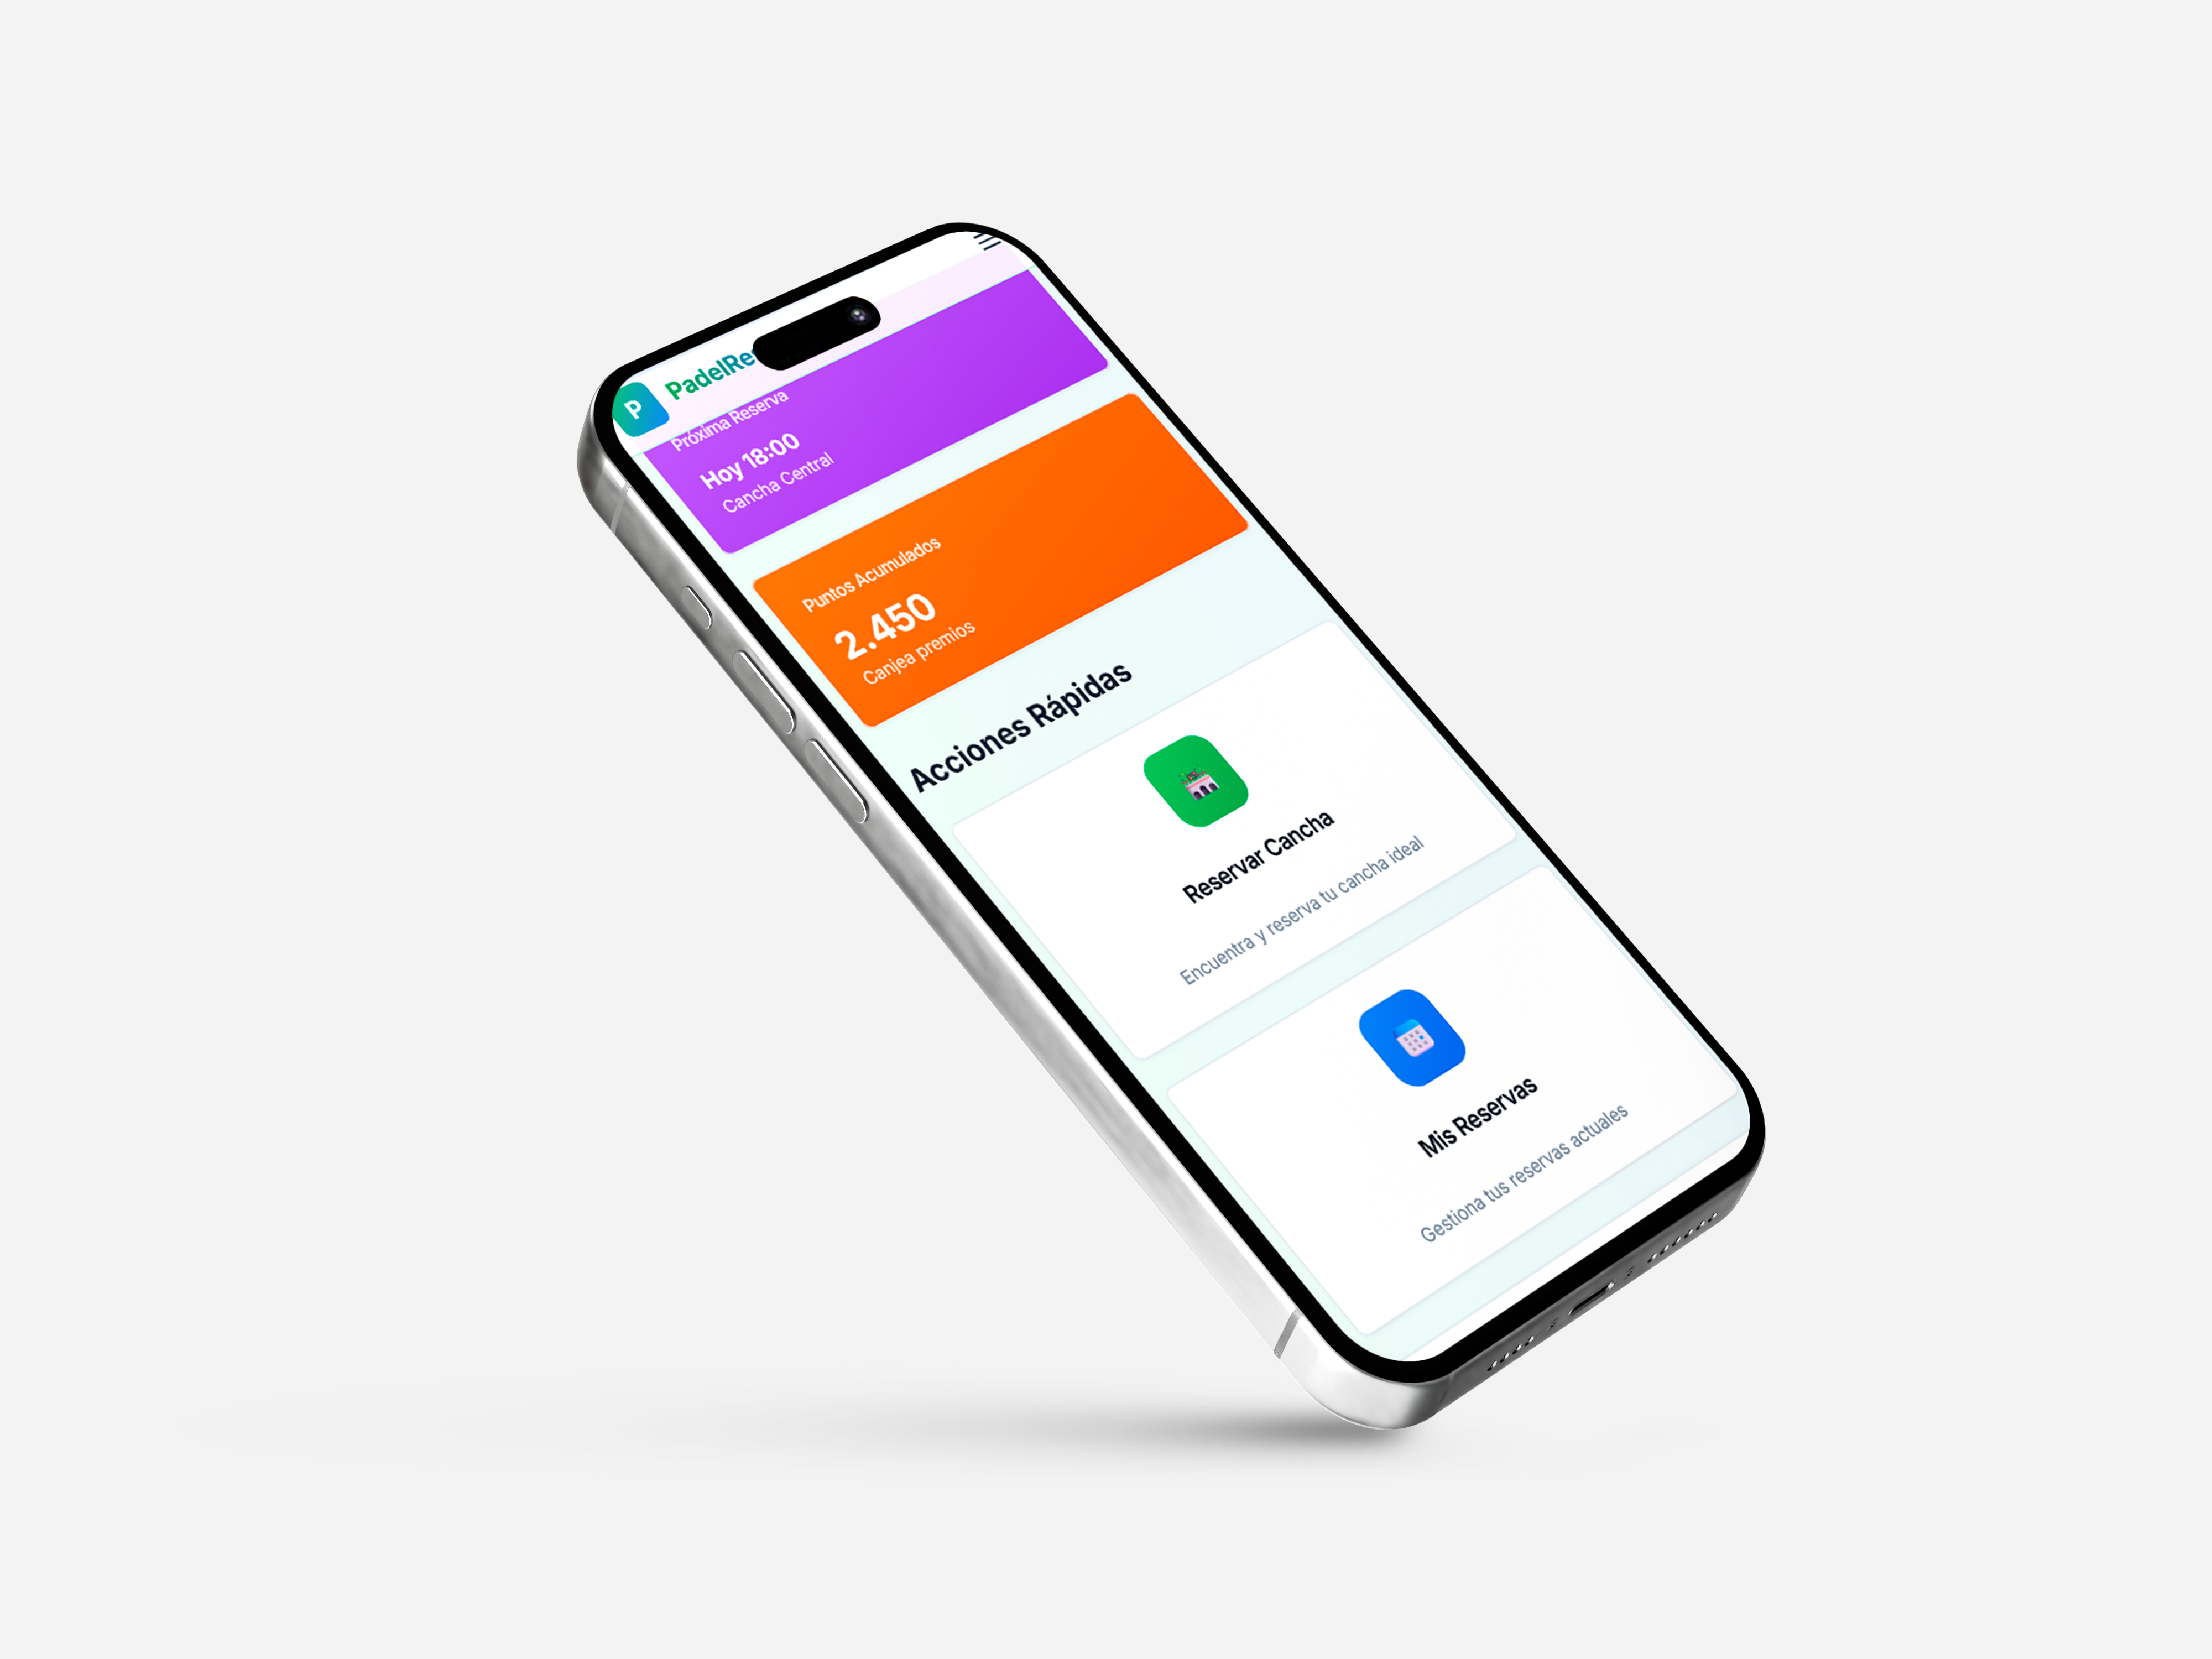 P
PadelRe
Próxima Reserva
Hoy 18:00
Cancha Central
Puntos Acumulados
2.450
Canjea premios
Acciones Rápidas
Reservar Cancha
Encuentra y reserva tu cancha ideal
Mis Reservas
Gestiona tus reservas actuales